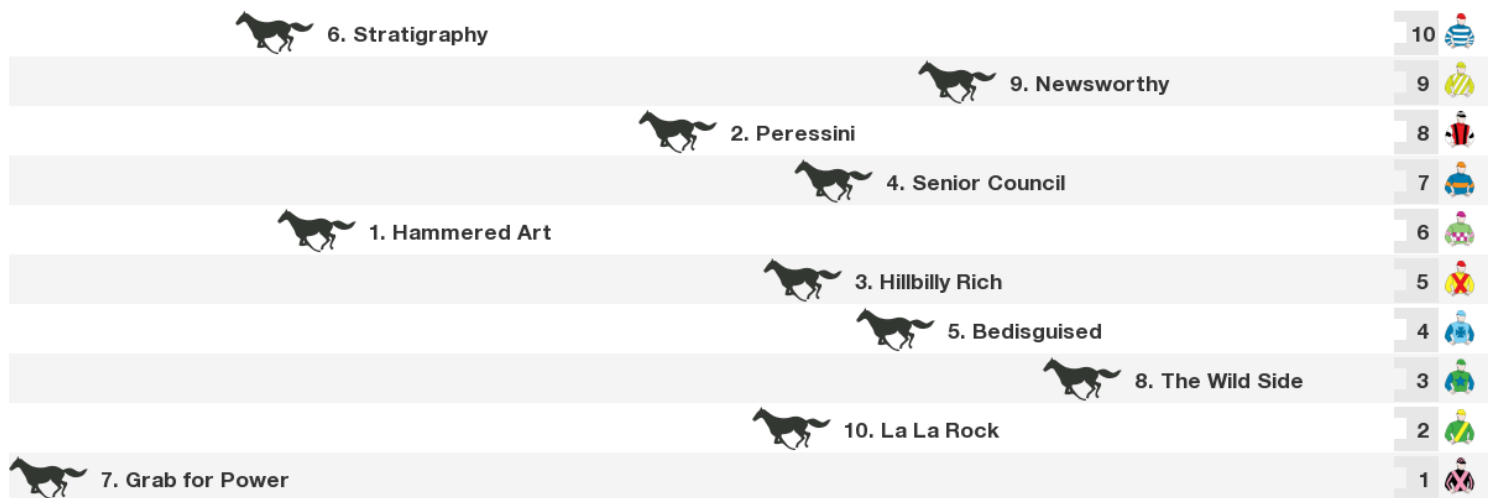 6. Stratigraphy 10
9. Newsworthy 9
2. Peressini 8
4. Senior Council 7
1. Hammered Art 6
3. Hillbilly Rich 5
5. Bedisguised 4
8. The Wild Side 3
10. La La Rock 2
7. Grab for Power 1